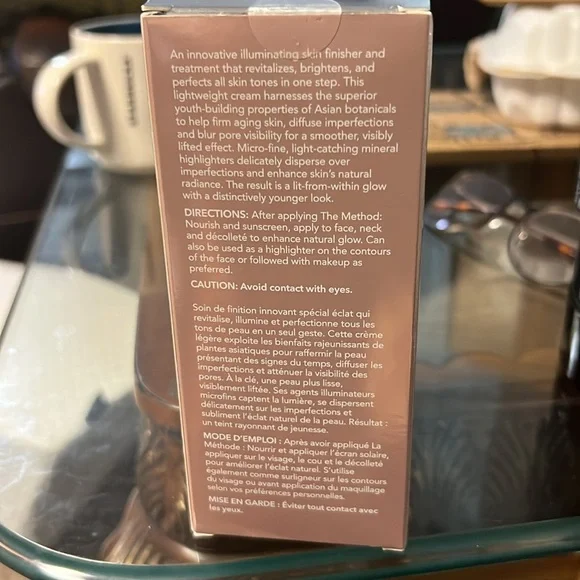 An innovative illuminating skin finisher and
treatment that revitalizes, brightens, and
perfects all skin tones in one step. This
lightweight cream harnesses the superior
youth-building properties of Asian botanicals
to help firm aging skin, diffuse imperfections
and blur pore visibility for a smoother, visibly
lifted effect. Micro-fine, light-catching mineral
highlighters delicately disperse over
imperfections and enhance skin's natural
radiance. The result is a lit-from-within glow
with a distinctively younger look.
DIRECTIONS: After applying The Method:
Nourish and sunscreen, apply to face, neck
and décolleté to enhance natural glow. Can
also be used as a highlighter on the contours
of the face or followed with makeup as
preferred.
CAUTION: Avoid contact with eyes.
Soin de finition innovant spécial éclat qui
revitalise, illumine et perfectionne tous les
tons de peau en un seul geste. Cette crème
légère exploite les bienfaits rajeunissants de
plantes asiatiques pour raffermir la peau
présentant des signes du temps, diffuser les
imperfections et atténuer la visibilité des
pores. À la clé, une peau plus lisse,
visiblement liftée. Ses agents illuminateurs
microfins captent la lumière, se dispersent
délicatement sur les imperfections et
subliment l'éclat naturel de la peau. Résultat :
un teint rayonnant de jeunesse.
MODE D'EMPLOI : Après avoir appliqué La
Méthode : Nourrir et appliquer l'écran solaire,
appliquer sur le visage, le cou et le décolleté
pour améliorer l'éclat naturel. S'utilise
également comme surligneur sur les contours
du visage ou avant application du maquillage
selon vos préférences personnelles.
MISE EN GARDE : Éviter tout contact avec
les yeux.